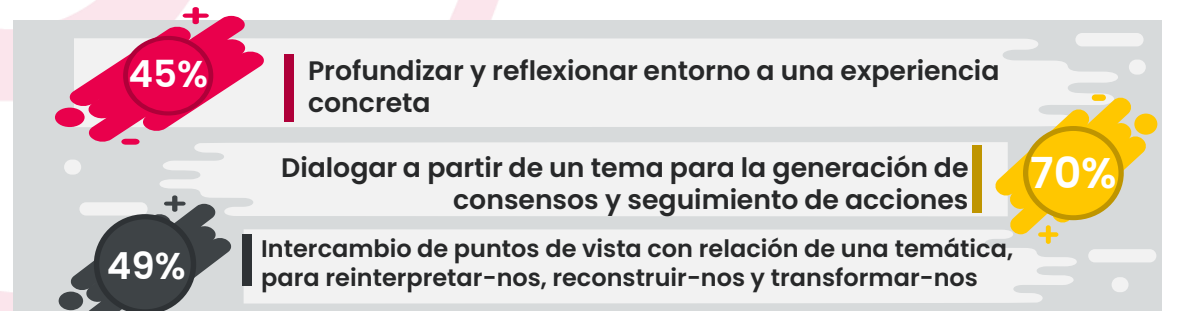 45%
Profundizar y reflexionar entorno a una experiencia
concreta
Dialogar a partir de un tema para la generación de
consensos y seguimiento de acciones
70%
49%
Intercambio de puntos de vista con relación de una temática,
para reinterpretar-nos, reconstruir-nos y transformar-nos